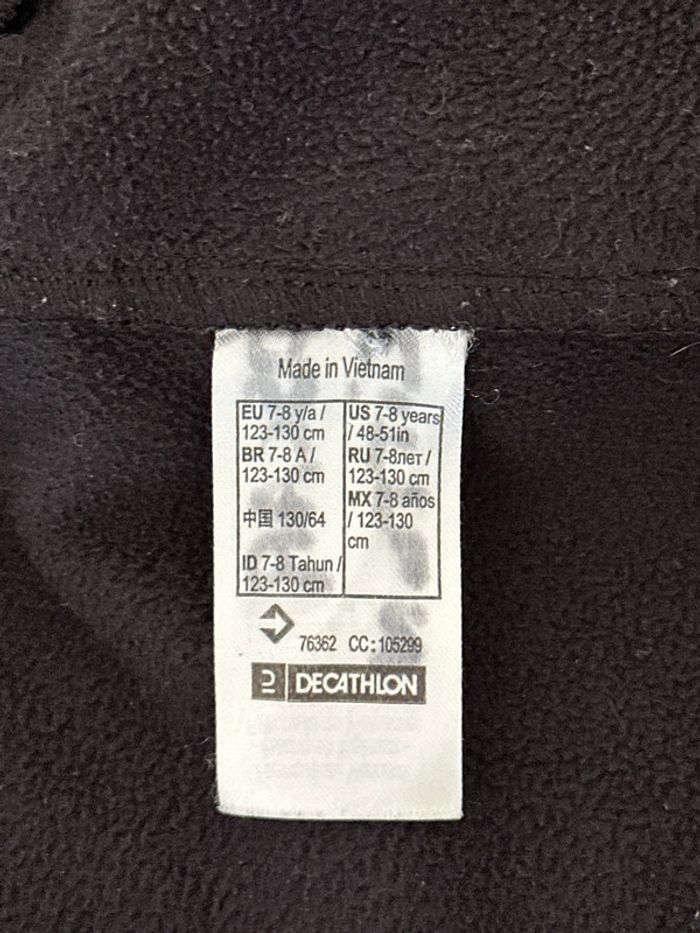 Made in Vietnam
EU 7-8 y/a /
123-130 cm
BR 7-8 A /
123-130 cm
中国 130/64
ID 7-8 Tahun /
123-130 cm
US 7-8 years
/ 48-51in
RU 7-8лет /
123-130 cm
MX 7-8 años
/ 123-130
cm
76362 CC:105299
DECATHLON